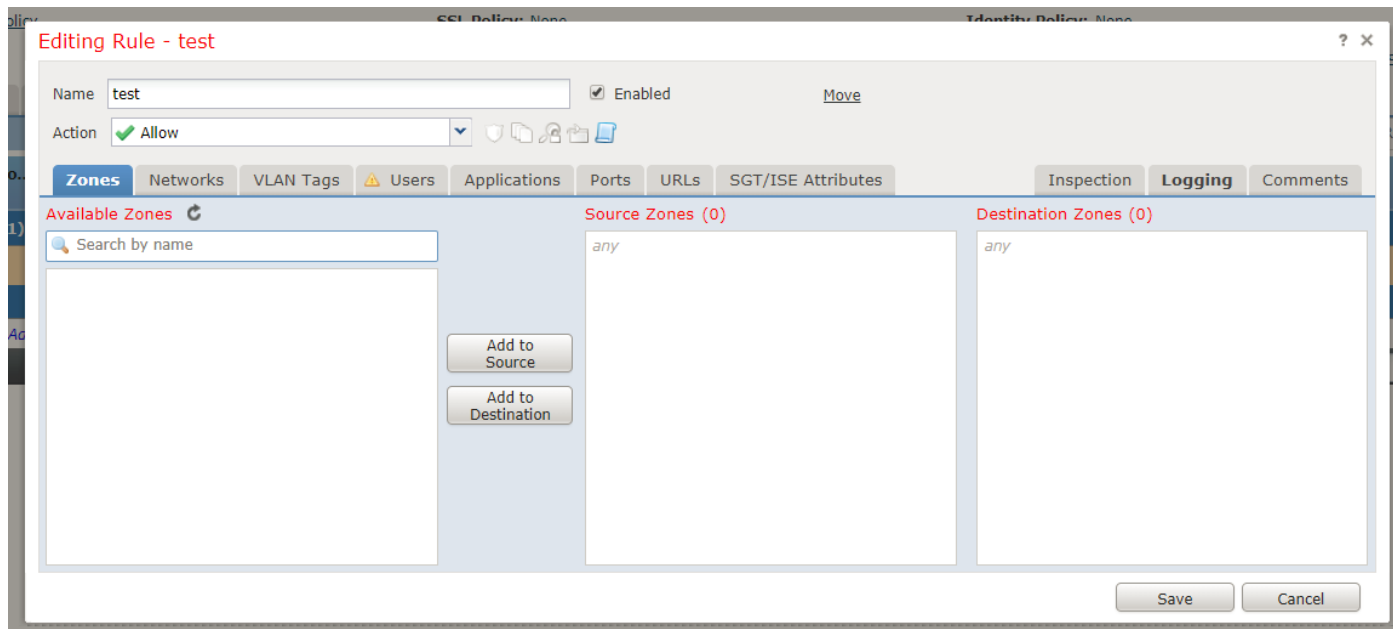 SSL Policy: None
Identity Policy: None
Editing Rule - test
? ×
Name test Enabled Move
Action Allow
Zones Networks VLAN Tags Users Applications Ports URLs SGT/ISE Attributes Inspection Logging Comments
Available Zones Source Zones (0) Destination Zones (0)
Search by name any any
Add to
Source
Add to
Destination
Save Cancel